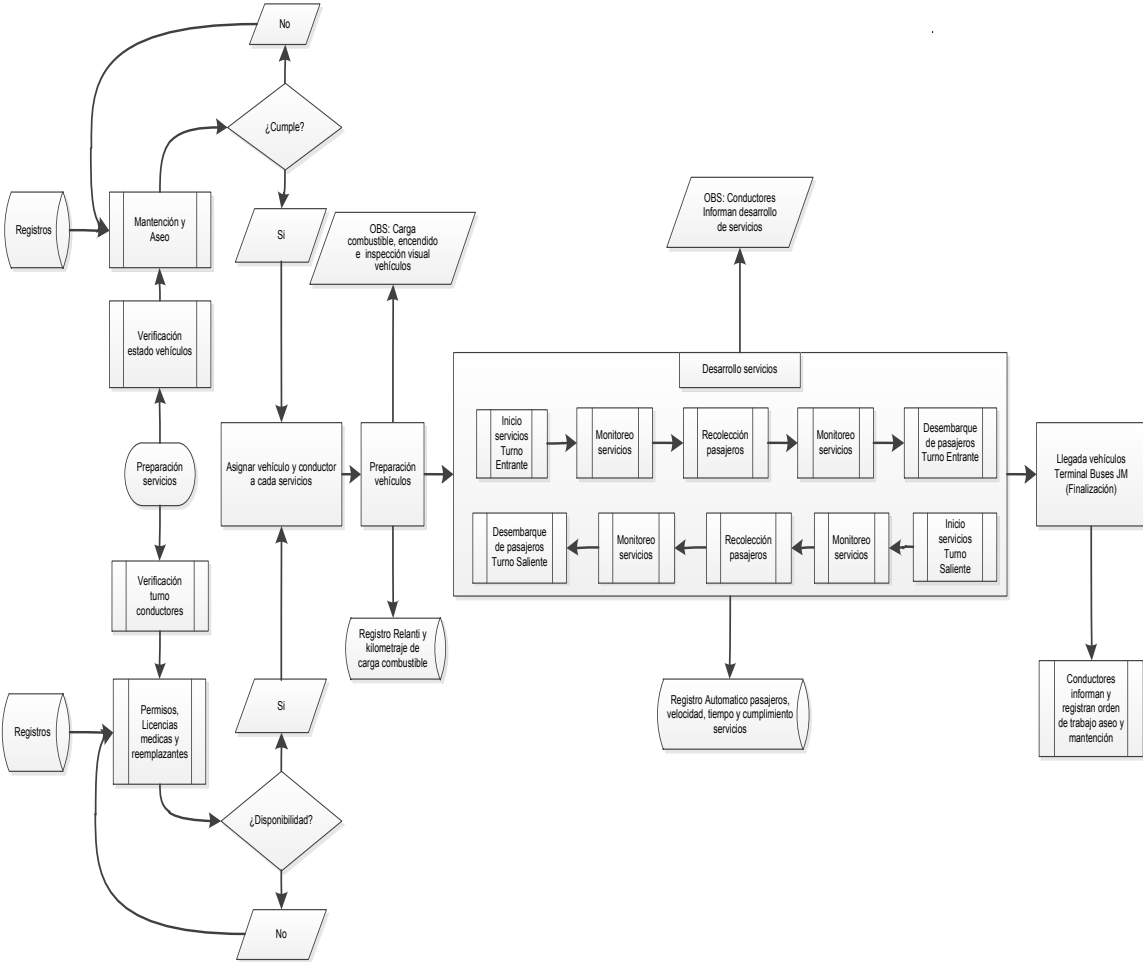 No
¿Cumple?
Registros
Mantención y
Aseo
Si
OBS: Carga
combustible, encendido
e inspección visual
vehículos
OBS: Conductores
Informan desarrollo
de servicios
Verificación
estado vehículos
Desarrollo servicios
Inicio
servicios
Turno
Entrante
Monitoreo
servicios
Recolección
pasajeros
Monitoreo
servicios
Desembarque
de pasajeros
Turno Entrante
Preparación
servicios
Asignar vehículo y conductor
a cada servicios
Preparación
vehículos
Llegada vehículos
Terminal Buses JM
(Finalización)
Desembarque
de pasajeros
Turno Saliente
Monitoreo
servicios
Recolección
pasajeros
Monitoreo
servicios
Inicio
servicios
Turno
Saliente
Verificación
turno
conductores
Registro Relanti y
kilometraje de
carga combustible
Registros
Permisos,
Licencias
medicas y
reemplazantes
Si
Registro Automatico pasajeros,
velocidad, tiempo y cumplimiento
servicios
Conductores
informan y
registran orden
de trabajo aseo y
mantención
¿Disponibilidad?
No